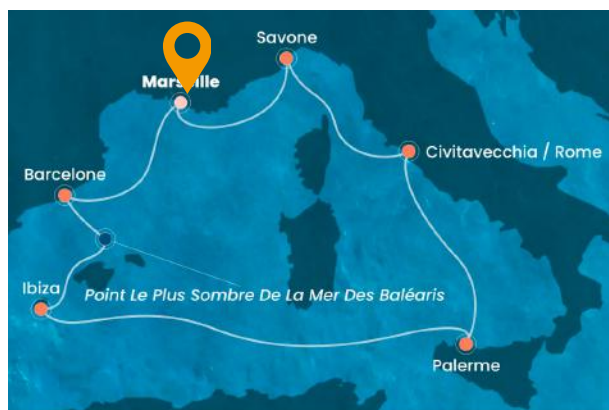 Savone
Marseille
Civitavecchia / Rome
Barcelone
Ibiza
Point Le Plus Sombre De La Mer Des Baléaris
Palerme